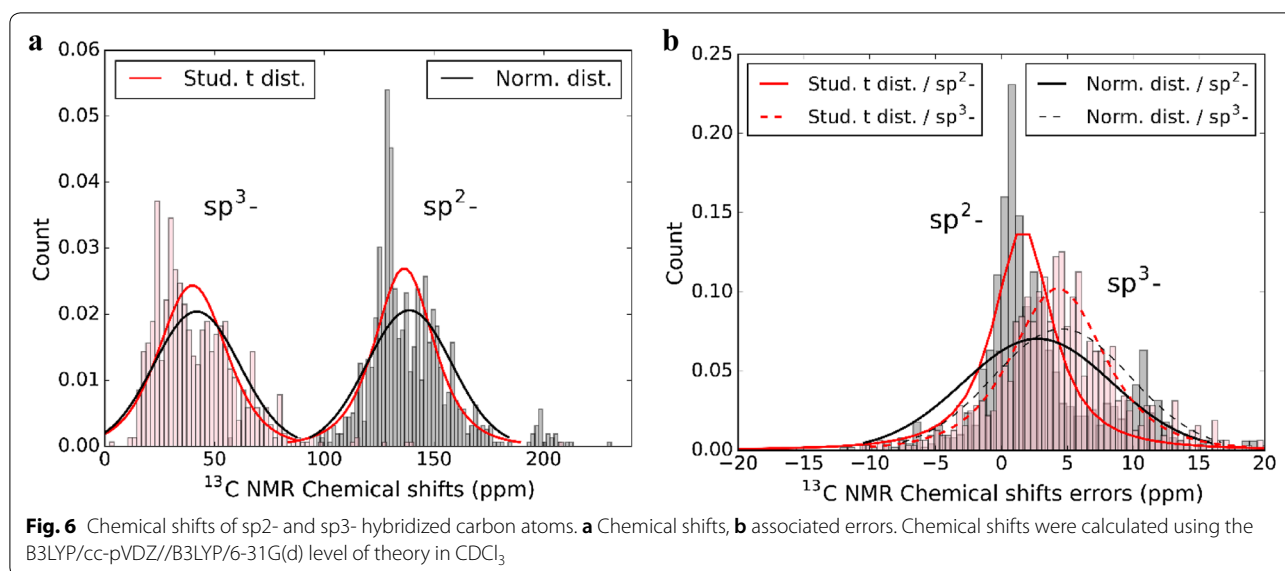 a
0.06
0.05
0.04
0.03
0.02
0.01
0.00
Count
Stud. t dist.
Norm. dist.
sp³-
sp²-
0
50
100
150
200
¹³C NMR Chemical shifts (ppm)
b
0.25
0.20
0.15
0.10
0.05
0.00
Count
Stud. t dist. / sp²-
Stud. t dist. / sp³-
Norm. dist. / sp²-
Norm. dist. / sp³-
sp²-
sp³-
−20
−15
−10
−5
0
5
10
15
20
¹³C NMR Chemical shifts errors (ppm)
Fig. 6 Chemical shifts of sp2- and sp3- hybridized carbon atoms. a Chemical shifts, b associated errors. Chemical shifts were calculated using the
B3LYP/cc-pVDZ//B3LYP/6-31G(d) level of theory in CDCl₃